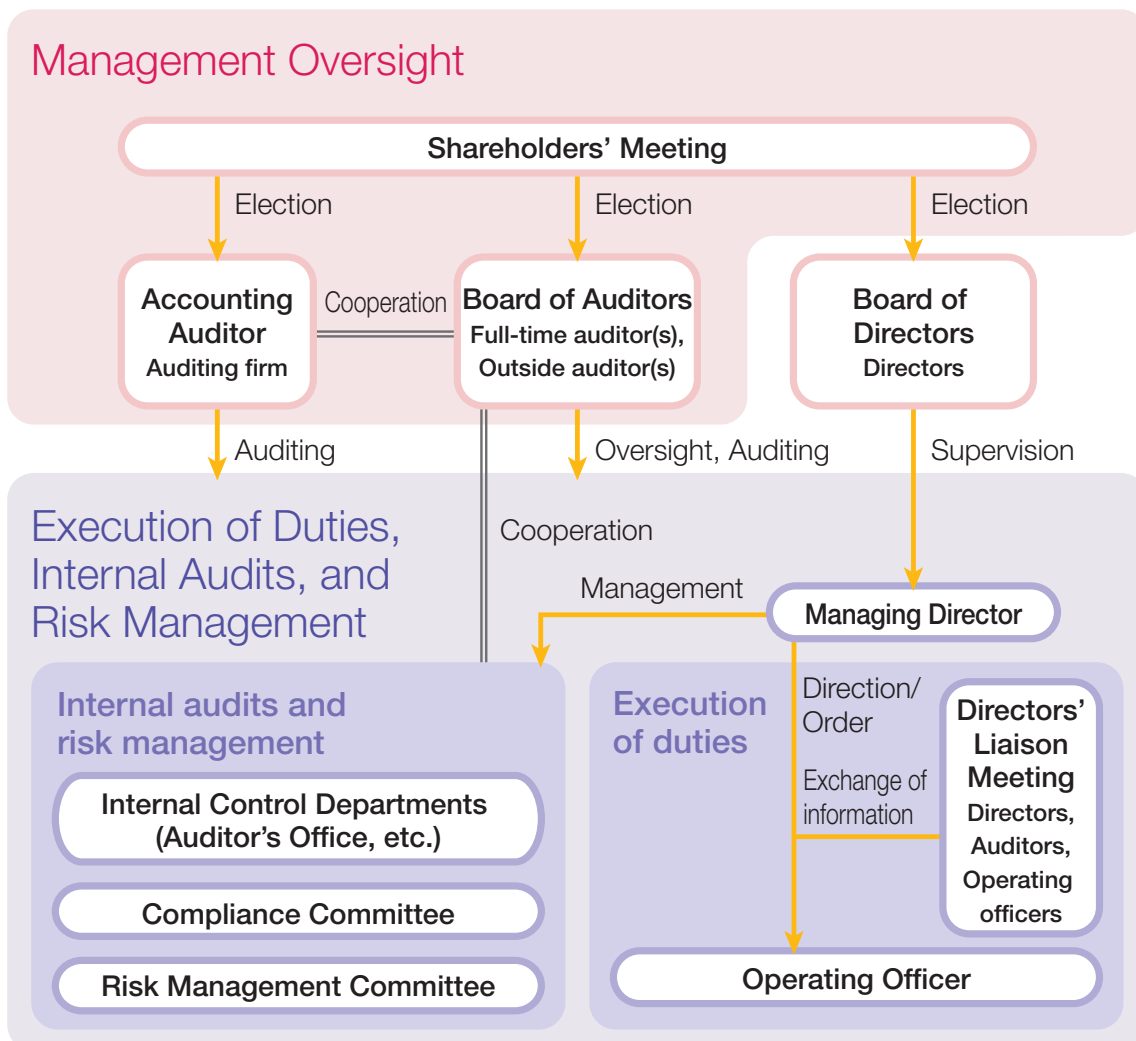 Management Oversight
Shareholders’ Meeting
Election
Election
Election
Accounting
Auditor
Auditing firm
Cooperation
Board of Auditors
Full-time auditor(s),
Outside auditor(s)
Board of
Directors
Directors
Auditing
Oversight, Auditing
Supervision
Execution of Duties,
Internal Audits, and
Risk Management
Cooperation
Management
Managing Director
Internal audits and
risk management
Internal Control Departments
(Auditor’s Office, etc.)
Compliance Committee
Risk Management Committee
Execution
of duties
Direction/
Order
Exchange of
information
Directors’
Liaison
Meeting
Directors,
Auditors,
Operating
officers
Operating Officer